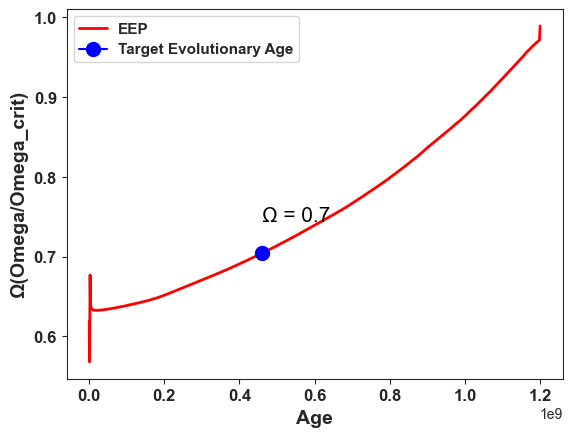 EEP
Target Evolutionary Age
1.0
0.9
0.8
0.7
0.6
Ω(Omega/Omega_crit)
Ω = 0.7
0.0 0.2 0.4 0.6 0.8 1.0 1.2
1e9
Age